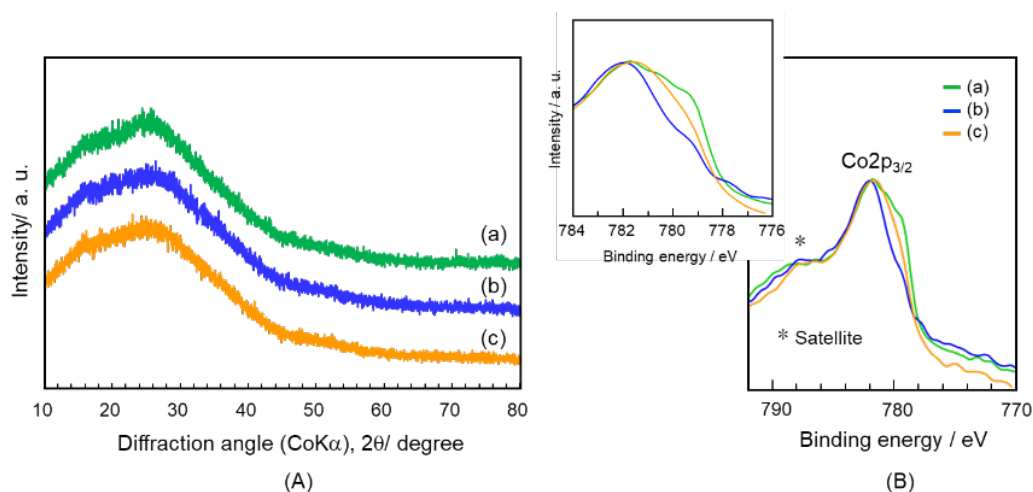 Intensity/ a. u.
(a)
(b)
(c)
10 20 30 40 50 60 70 80
Diffraction angle (CoKα), 2θ/ degree
(A)
Intensity / a. u.
784 782 780 778 776
Binding energy / eV
(a)
(b)
(c)
Co2p3/2
*
* Satellite
790 780 770
Binding energy / eV
(B)